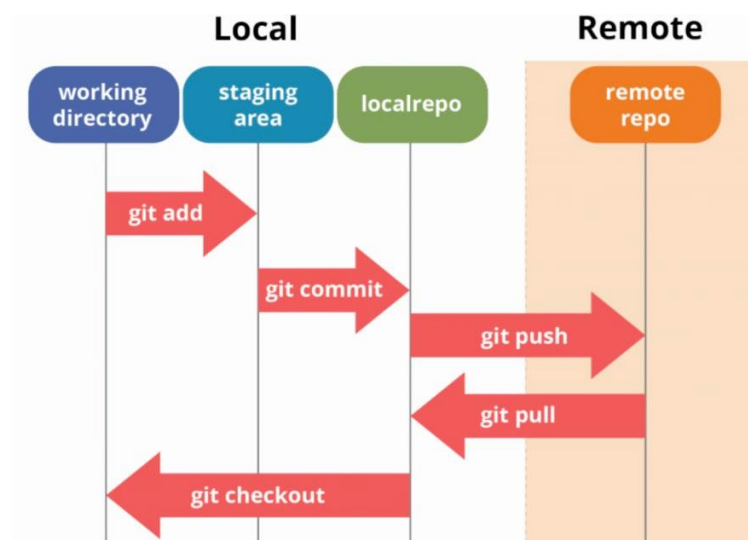 Local
Remote
working
directory
staging
area
localrepo
remote
repo
git add
git commit
git push
git pull
git checkout